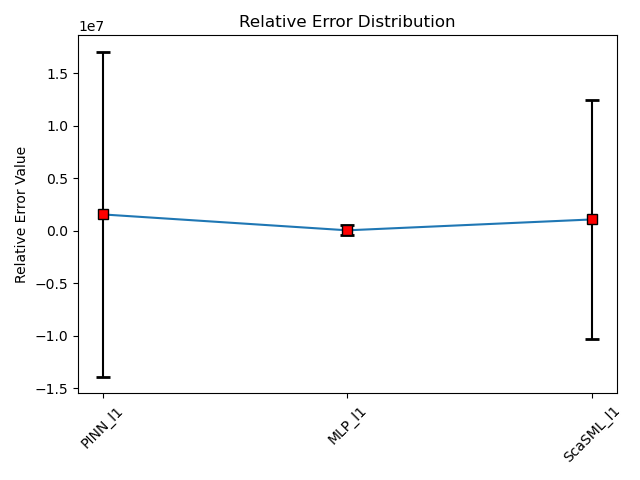 Relative Error Distribution
1e7
Relative Error Value
1.5
1.0
0.5
0.0
−0.5
−1.0
−1.5
PINN_l1
MLP_l1
ScaSML_l1